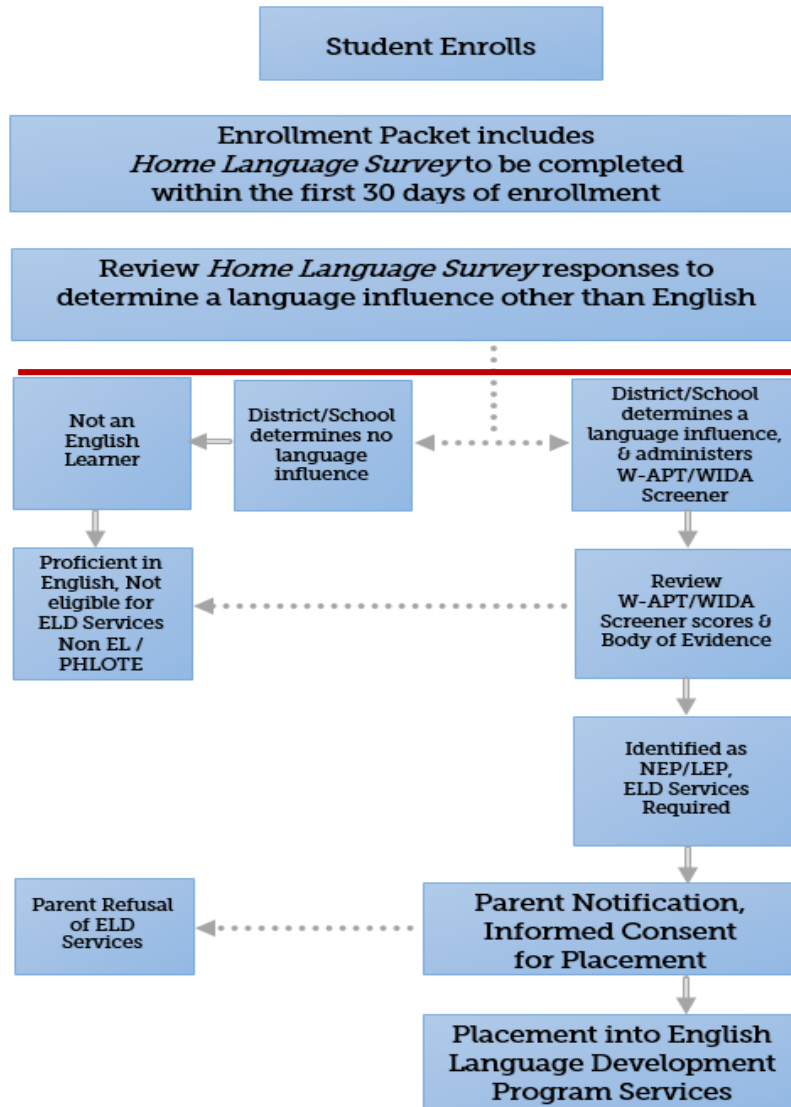 Student Enrolls
Enrollment Packet includes
Home Language Survey to be completed
within the first 30 days of enrollment
Review Home Language Survey responses to
determine a language influence other than English
Not an
English
Learner
District/School
determines no
language
influence
District/School
determines a
language influence,
& administers
W-APT/WIDA
Screener
Proficient in
English, Not
eligible for
ELD Services
Non EL /
PHLOTE
Review
W-APT/WIDA
Screener scores &
Body of Evidence
Identified as
NEP/LEP,
ELD Services
Required
Parent Refusal
of ELD
Services
Parent Notification,
Informed Consent
for Placement
Placement into English
Language Development
Program Services